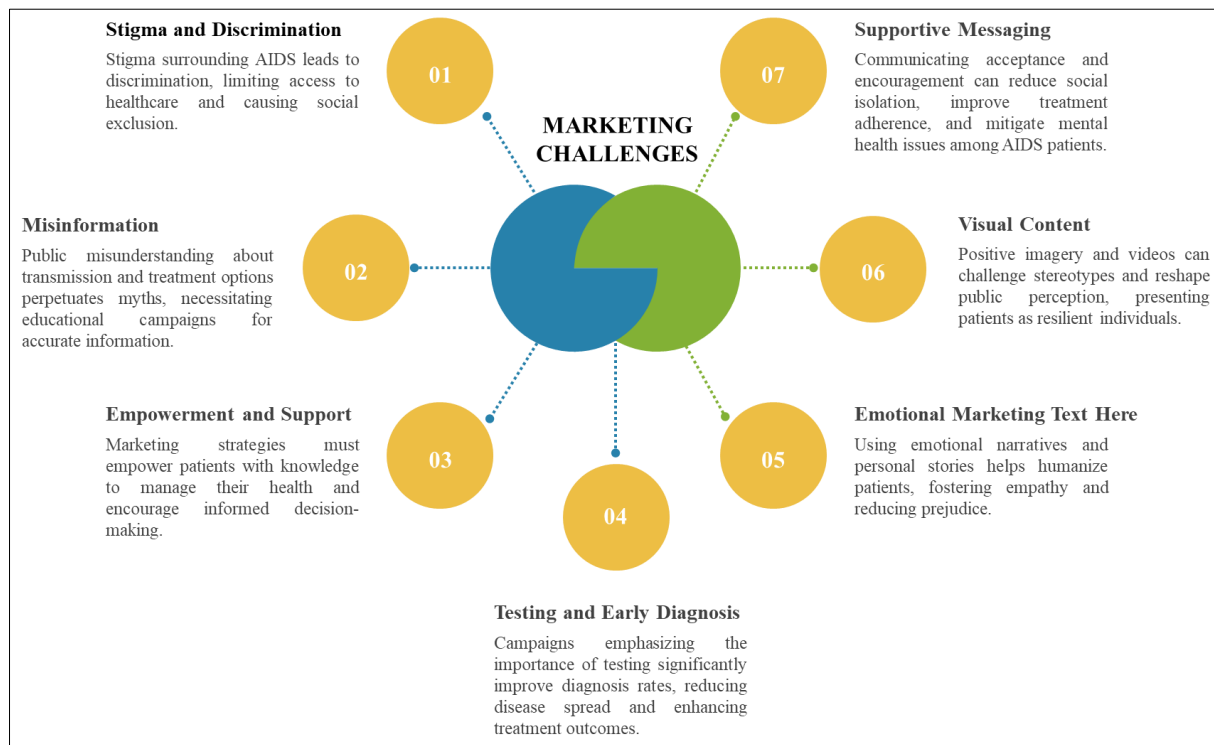 MARKETING
CHALLENGES
01
Stigma and Discrimination
Stigma surrounding AIDS leads to
discrimination, limiting access to
healthcare and causing social
exclusion.
02
Misinformation
Public misunderstanding about
transmission and treatment options
perpetuates myths, necessitating
educational campaigns for
accurate information.
03
Empowerment and Support
Marketing strategies must
empower patients with knowledge
to manage their health and
encourage informed decision-
making.
04
Testing and Early Diagnosis
Campaigns emphasizing the
importance of testing significantly
improve diagnosis rates, reducing
disease spread and enhancing
treatment outcomes.
05
Emotional Marketing Text Here
Using emotional narratives and
personal stories helps humanize
patients, fostering empathy and
reducing prejudice.
06
Visual Content
Positive imagery and videos can
challenge stereotypes and reshape
public perception, presenting
patients as resilient individuals.
07
Supportive Messaging
Communicating acceptance and
encouragement can reduce social
isolation, improve treatment
adherence, and mitigate mental
health issues among AIDS patients.